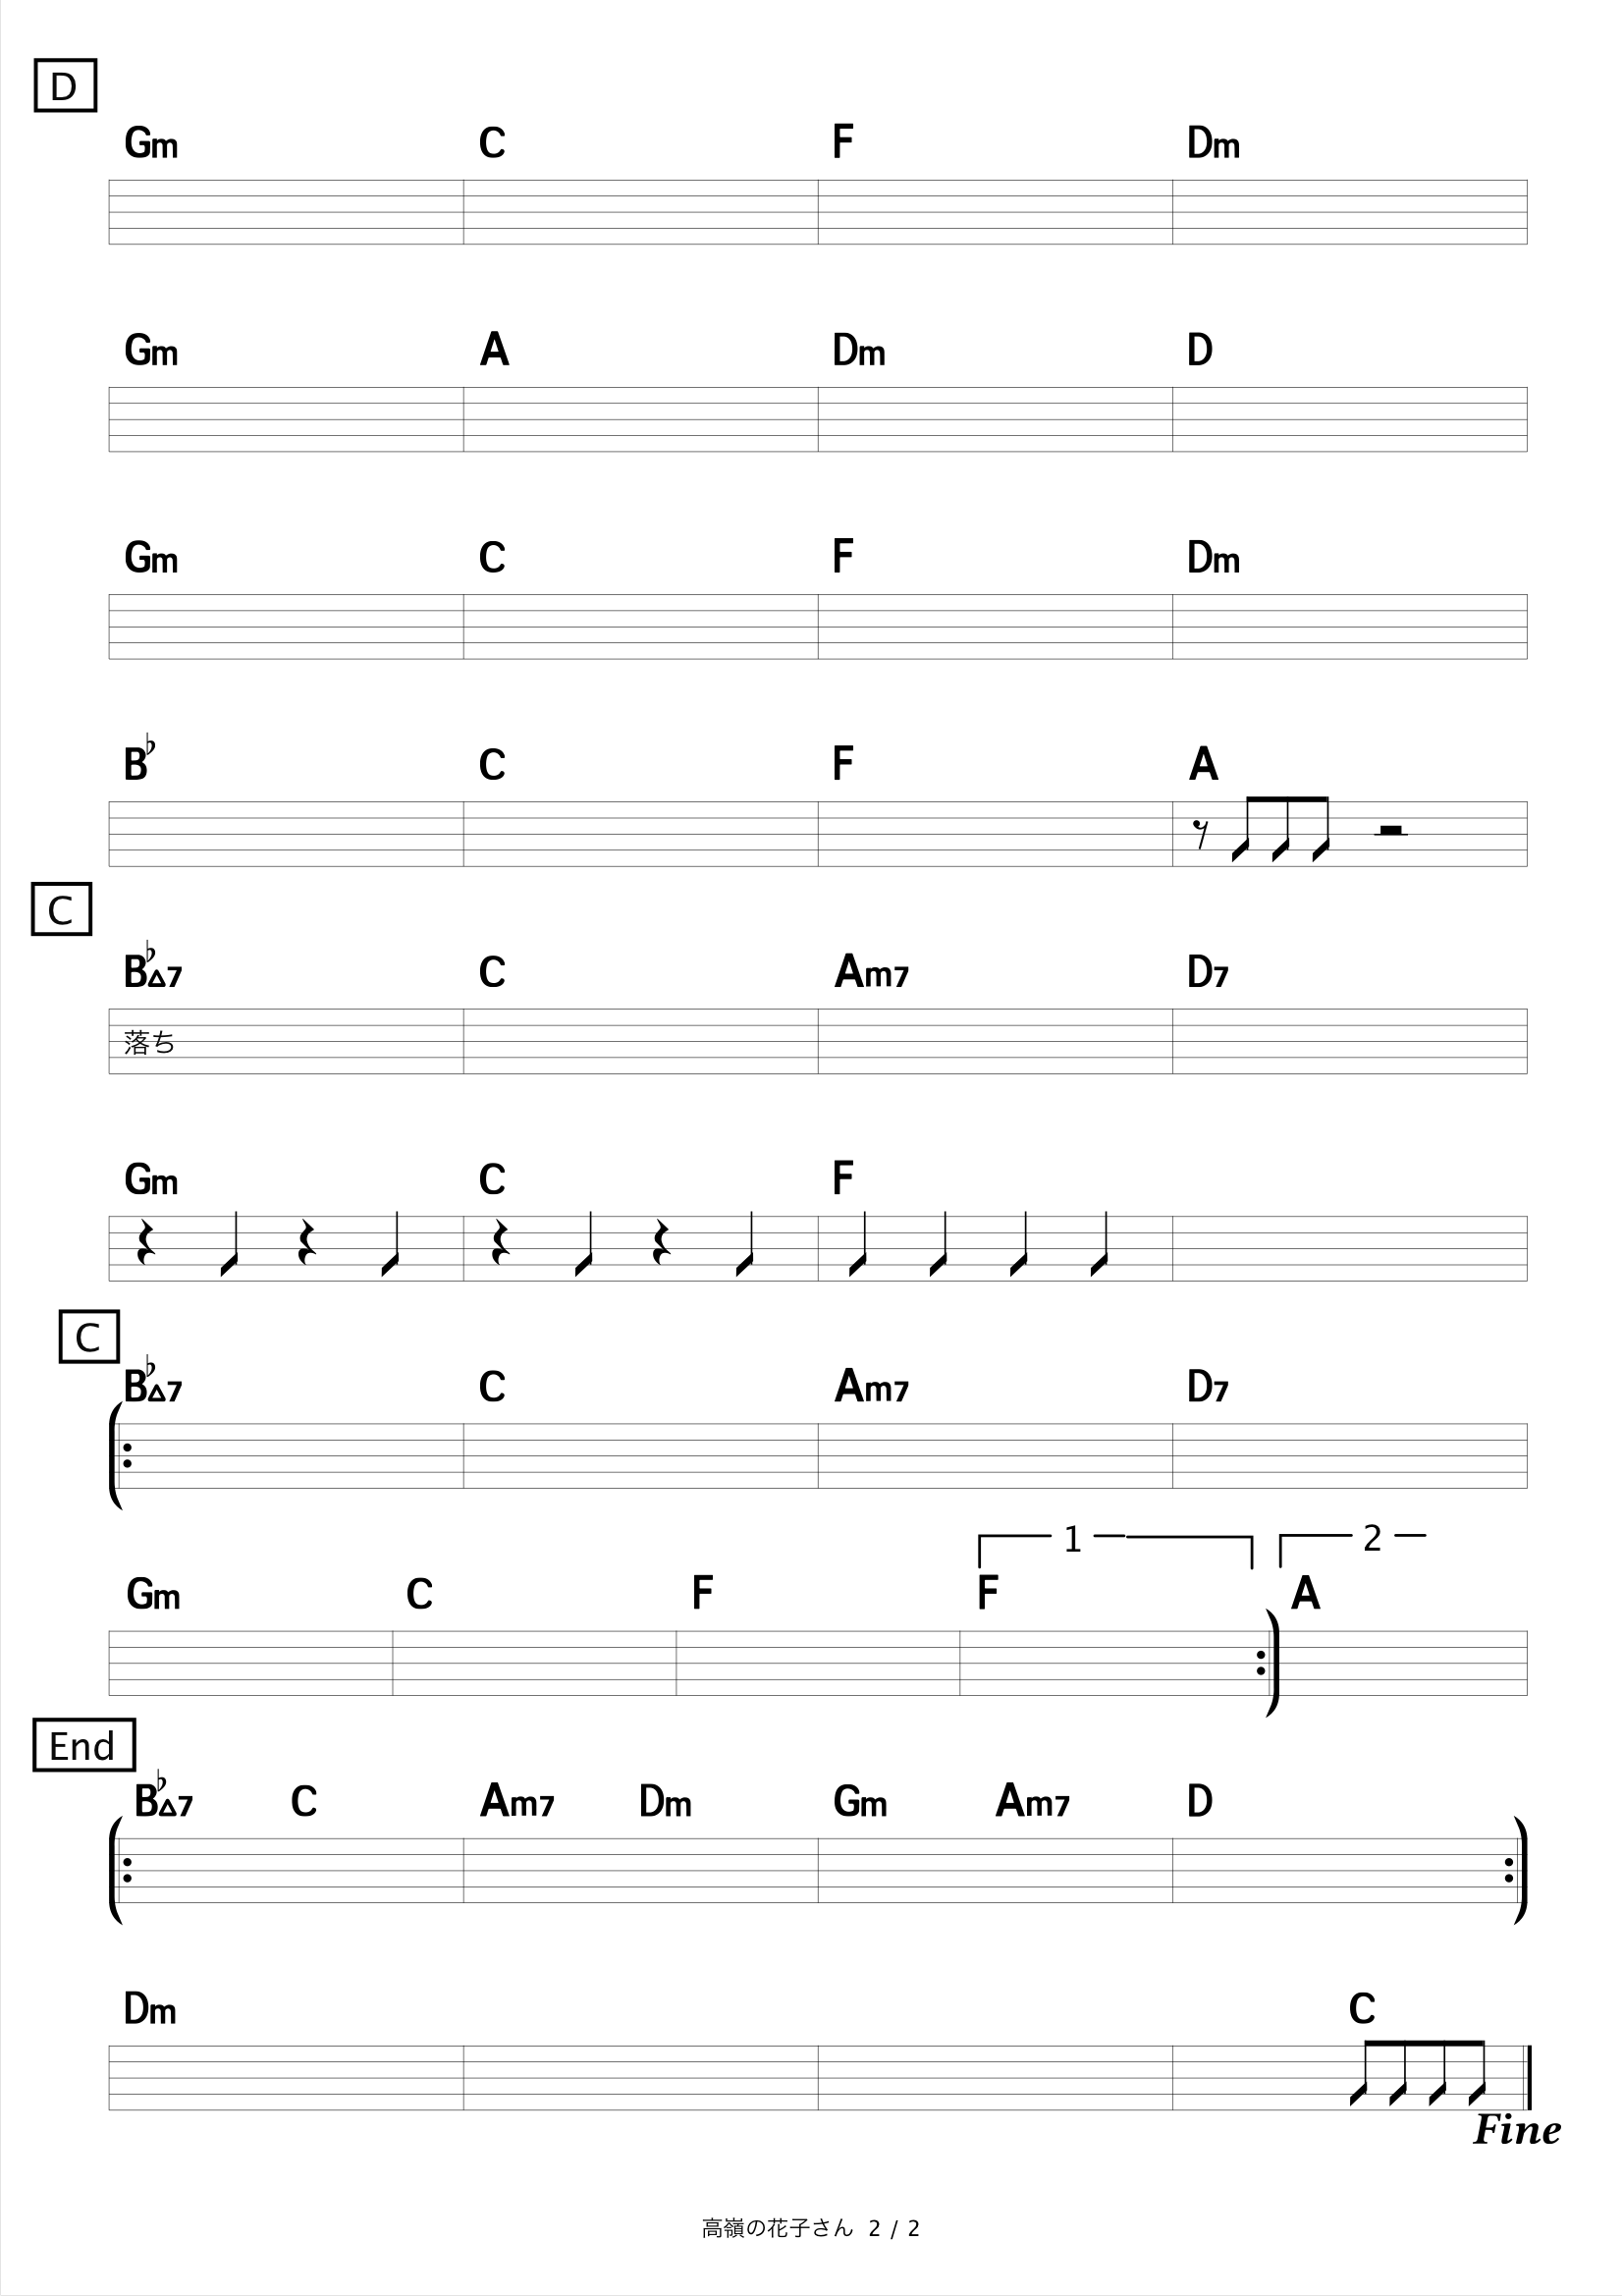 D
Gm C F Dm
Gm A Dm D
Gm C F Dm
B♭ C F A
C
B♭△7 C Am7 D7
落ち
Gm C F
C
B♭△7 C Am7 D7
1 2
Gm C F F A
End
B♭△7 C Am7 Dm Gm Am7 D
Dm C
Fine
高嶺の花子さん 2 / 2